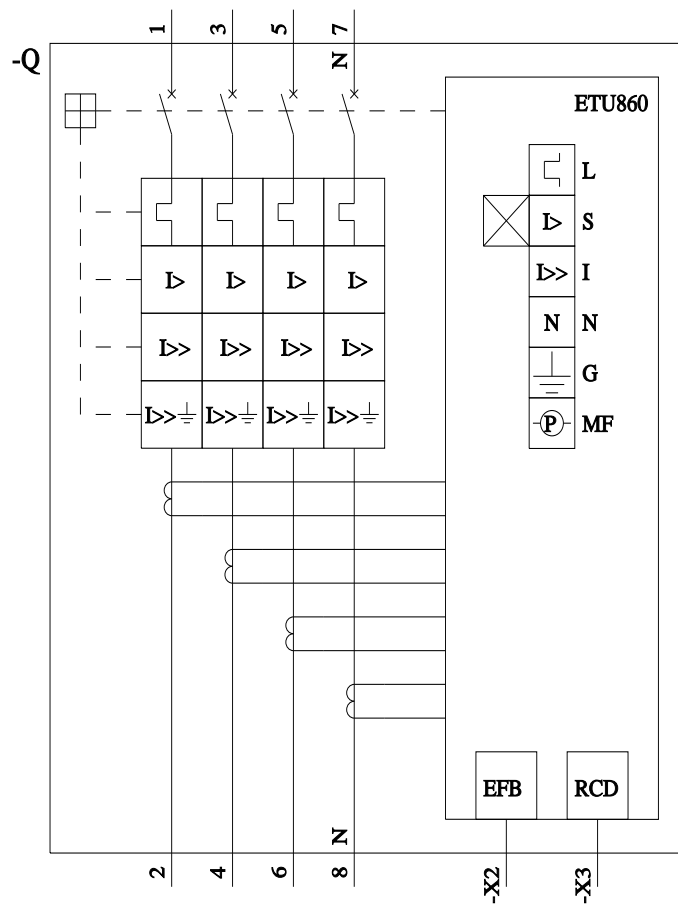 1 3 5 7
-Q N
ETU860
L
I> S
I> I> I> I>
I>> I
N N
I>> I>> I>> I>>
G
I>> I>> I>> I>>
P MF
EFB RCD
N
2 4 6 8 -X2 -X3